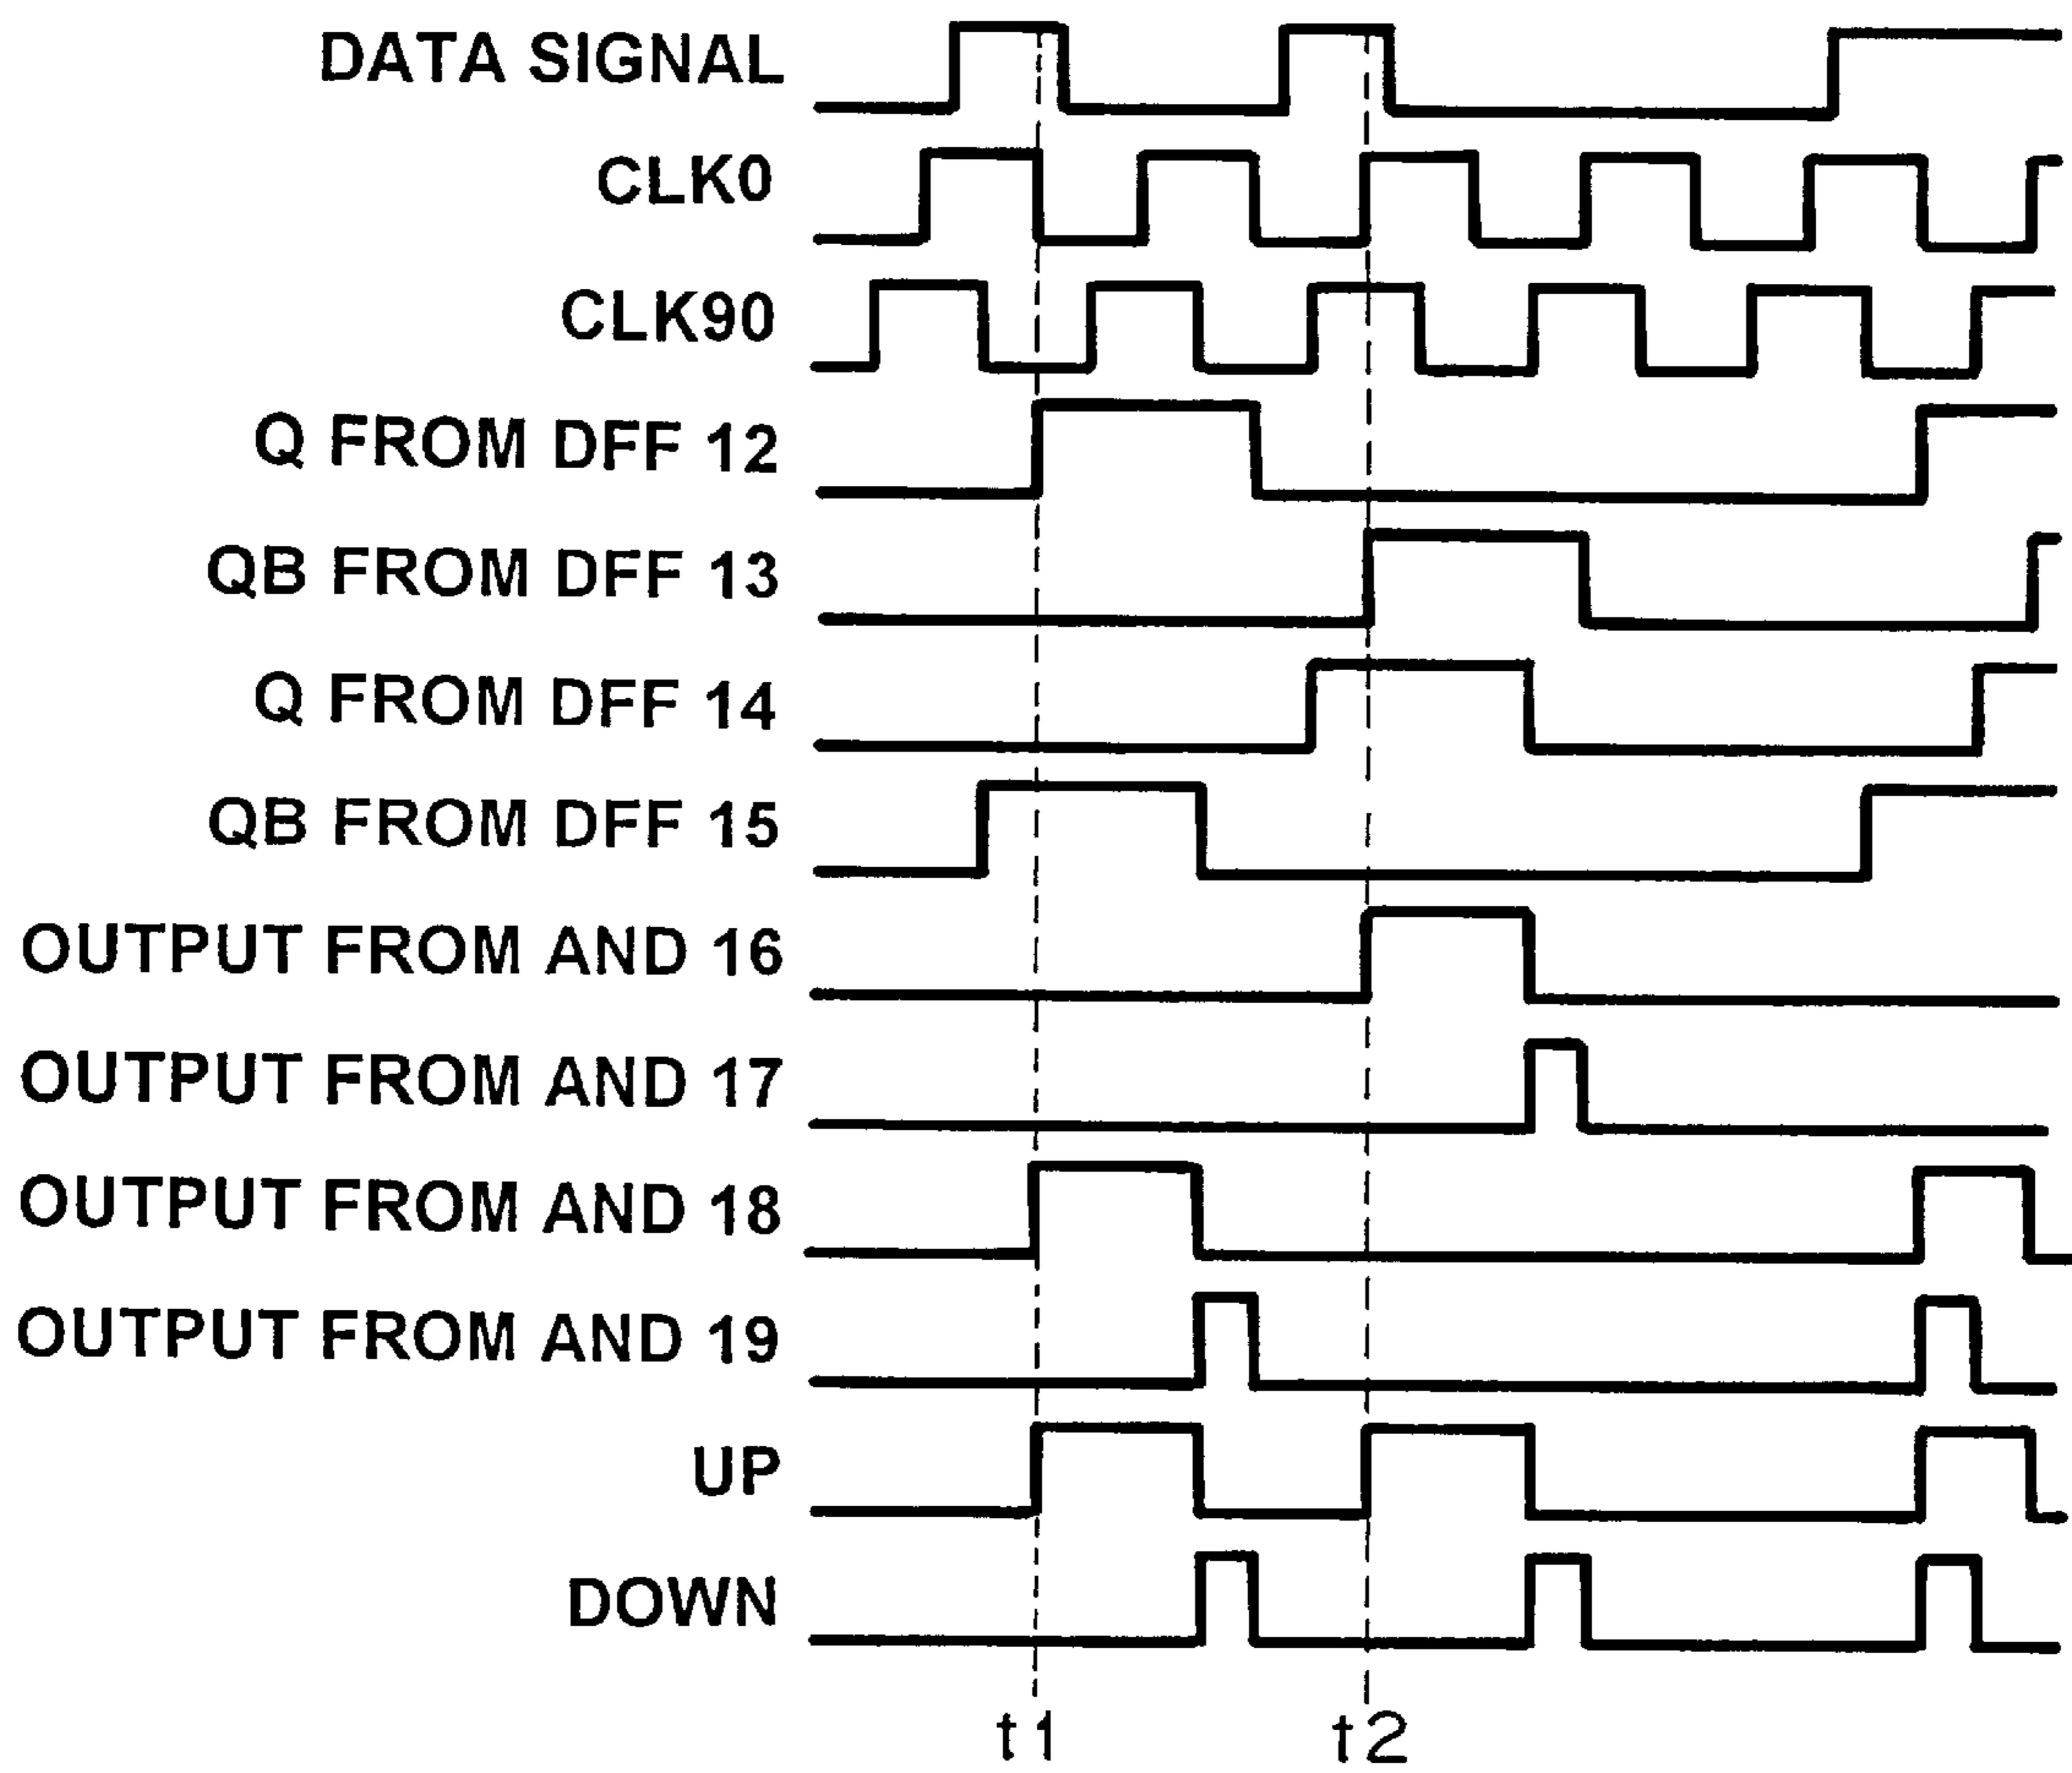 DATA SIGNAL
CLK0
CLK90
Q FROM DFF 12
QB FROM DFF 13
Q FROM DFF 14
QB FROM DFF 15
OUTPUT FROM AND 16
OUTPUT FROM AND 17
OUTPUT FROM AND 18
OUTPUT FROM AND 19
UP
DOWN
t1 t2